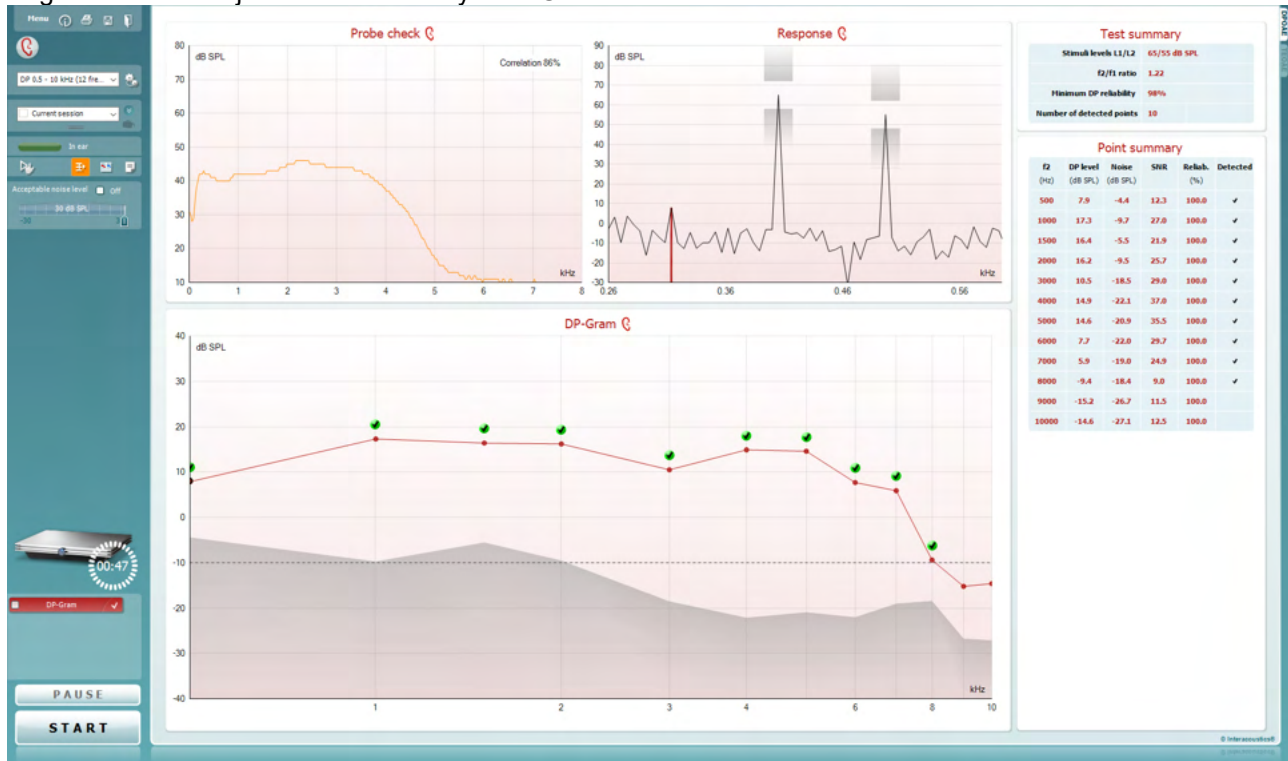 Menu
DP 0.5 - 10 kHz (12 fre...
Current session
In ear
Acceptable noise level Off
30 dB SPL
-30
DP-Gram
00:47
PAUSE
START
Probe check
dB SPL
Correlation 86%
80
70
60
50
40
30
20
10
0 1 2 3 4 5 6 7 8
kHz
Response
dB SPL
90
80
70
60
50
40
30
20
10
0
-10
-20
-30
0.26 0.36 0.46 0.56
kHz
DP-Gram
dB SPL
40
30
20
10
0
-10
-20
-30
-40
1 2 3 4 6 8 10
kHz
Test summary
Stimuli levels L1/L2 65/55 dB SPL
f2/f1 ratio 1.22
Minimum DP reliability 98%
Number of detected points 10
Point summary
f2 DP level Noise SNR Reliab. Detected
(Hz) (dB SPL) (dB SPL) (%)
500 7.9 -4.4 12.3 100.0 ✔
1000 17.3 -9.7 27.0 100.0 ✔
1500 16.4 -5.5 21.9 100.0 ✔
2000 16.2 -9.5 25.7 100.0 ✔
3000 10.5 -18.5 29.0 100.0 ✔
4000 14.9 -22.1 37.0 100.0 ✔
5000 14.6 -20.9 35.5 100.0 ✔
6000 7.7 -22.0 29.7 100.0 ✔
7000 5.9 -19.0 24.9 100.0 ✔
8000 -9.4 -18.4 9.0 100.0 ✔
9000 -15.2 -26.7 11.5 100.0
10000 -14.6 -27.1 12.5 100.0
DPOAE
© Interacoustics®